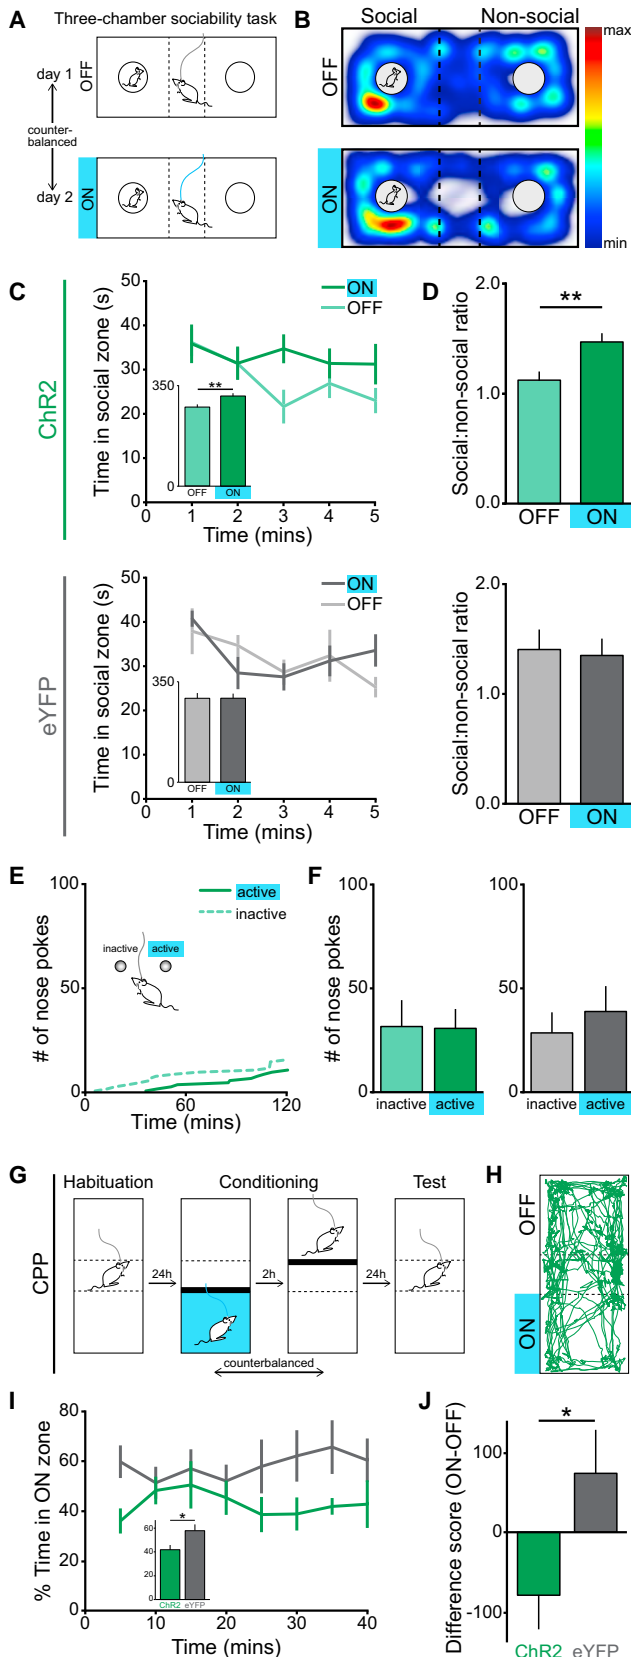 A
Three-chamber sociability task
day 1
OFF
counter-
balanced
day 2
ON
B
Social
Non-social
OFF
ON
max
min
C
ChR2
Time in social zone (s)
50
40
30
20
10
0
ON
OFF
350
0
**
OFF
ON
0
1
2
3
4
5
Time (mins)
D
Social:non-social ratio
2.0
1.0
0.0
**
OFF
ON
eYFP
Time in social zone (s)
50
40
30
20
10
0
ON
OFF
350
0
OFF
ON
0
1
2
3
4
5
Time (mins)
Social:non-social ratio
2.0
1.0
0.0
OFF
ON
E
# of nose pokes
100
50
0
active
inactive
inactive
active
0
60
120
Time (mins)
F
# of nose pokes
100
50
0
inactive
active
100
50
0
inactive
active
G
CPP
Habituation
Conditioning
Test
24h
2h
24h
counterbalanced
H
OFF
ON
I
% Time in ON zone
80
60
40
20
0
60
40
20
0
*
ChR2
eYFP
0
10
20
30
40
Time (mins)
J
Difference score (ON-OFF)
100
0
-100
*
ChR2
eYFP